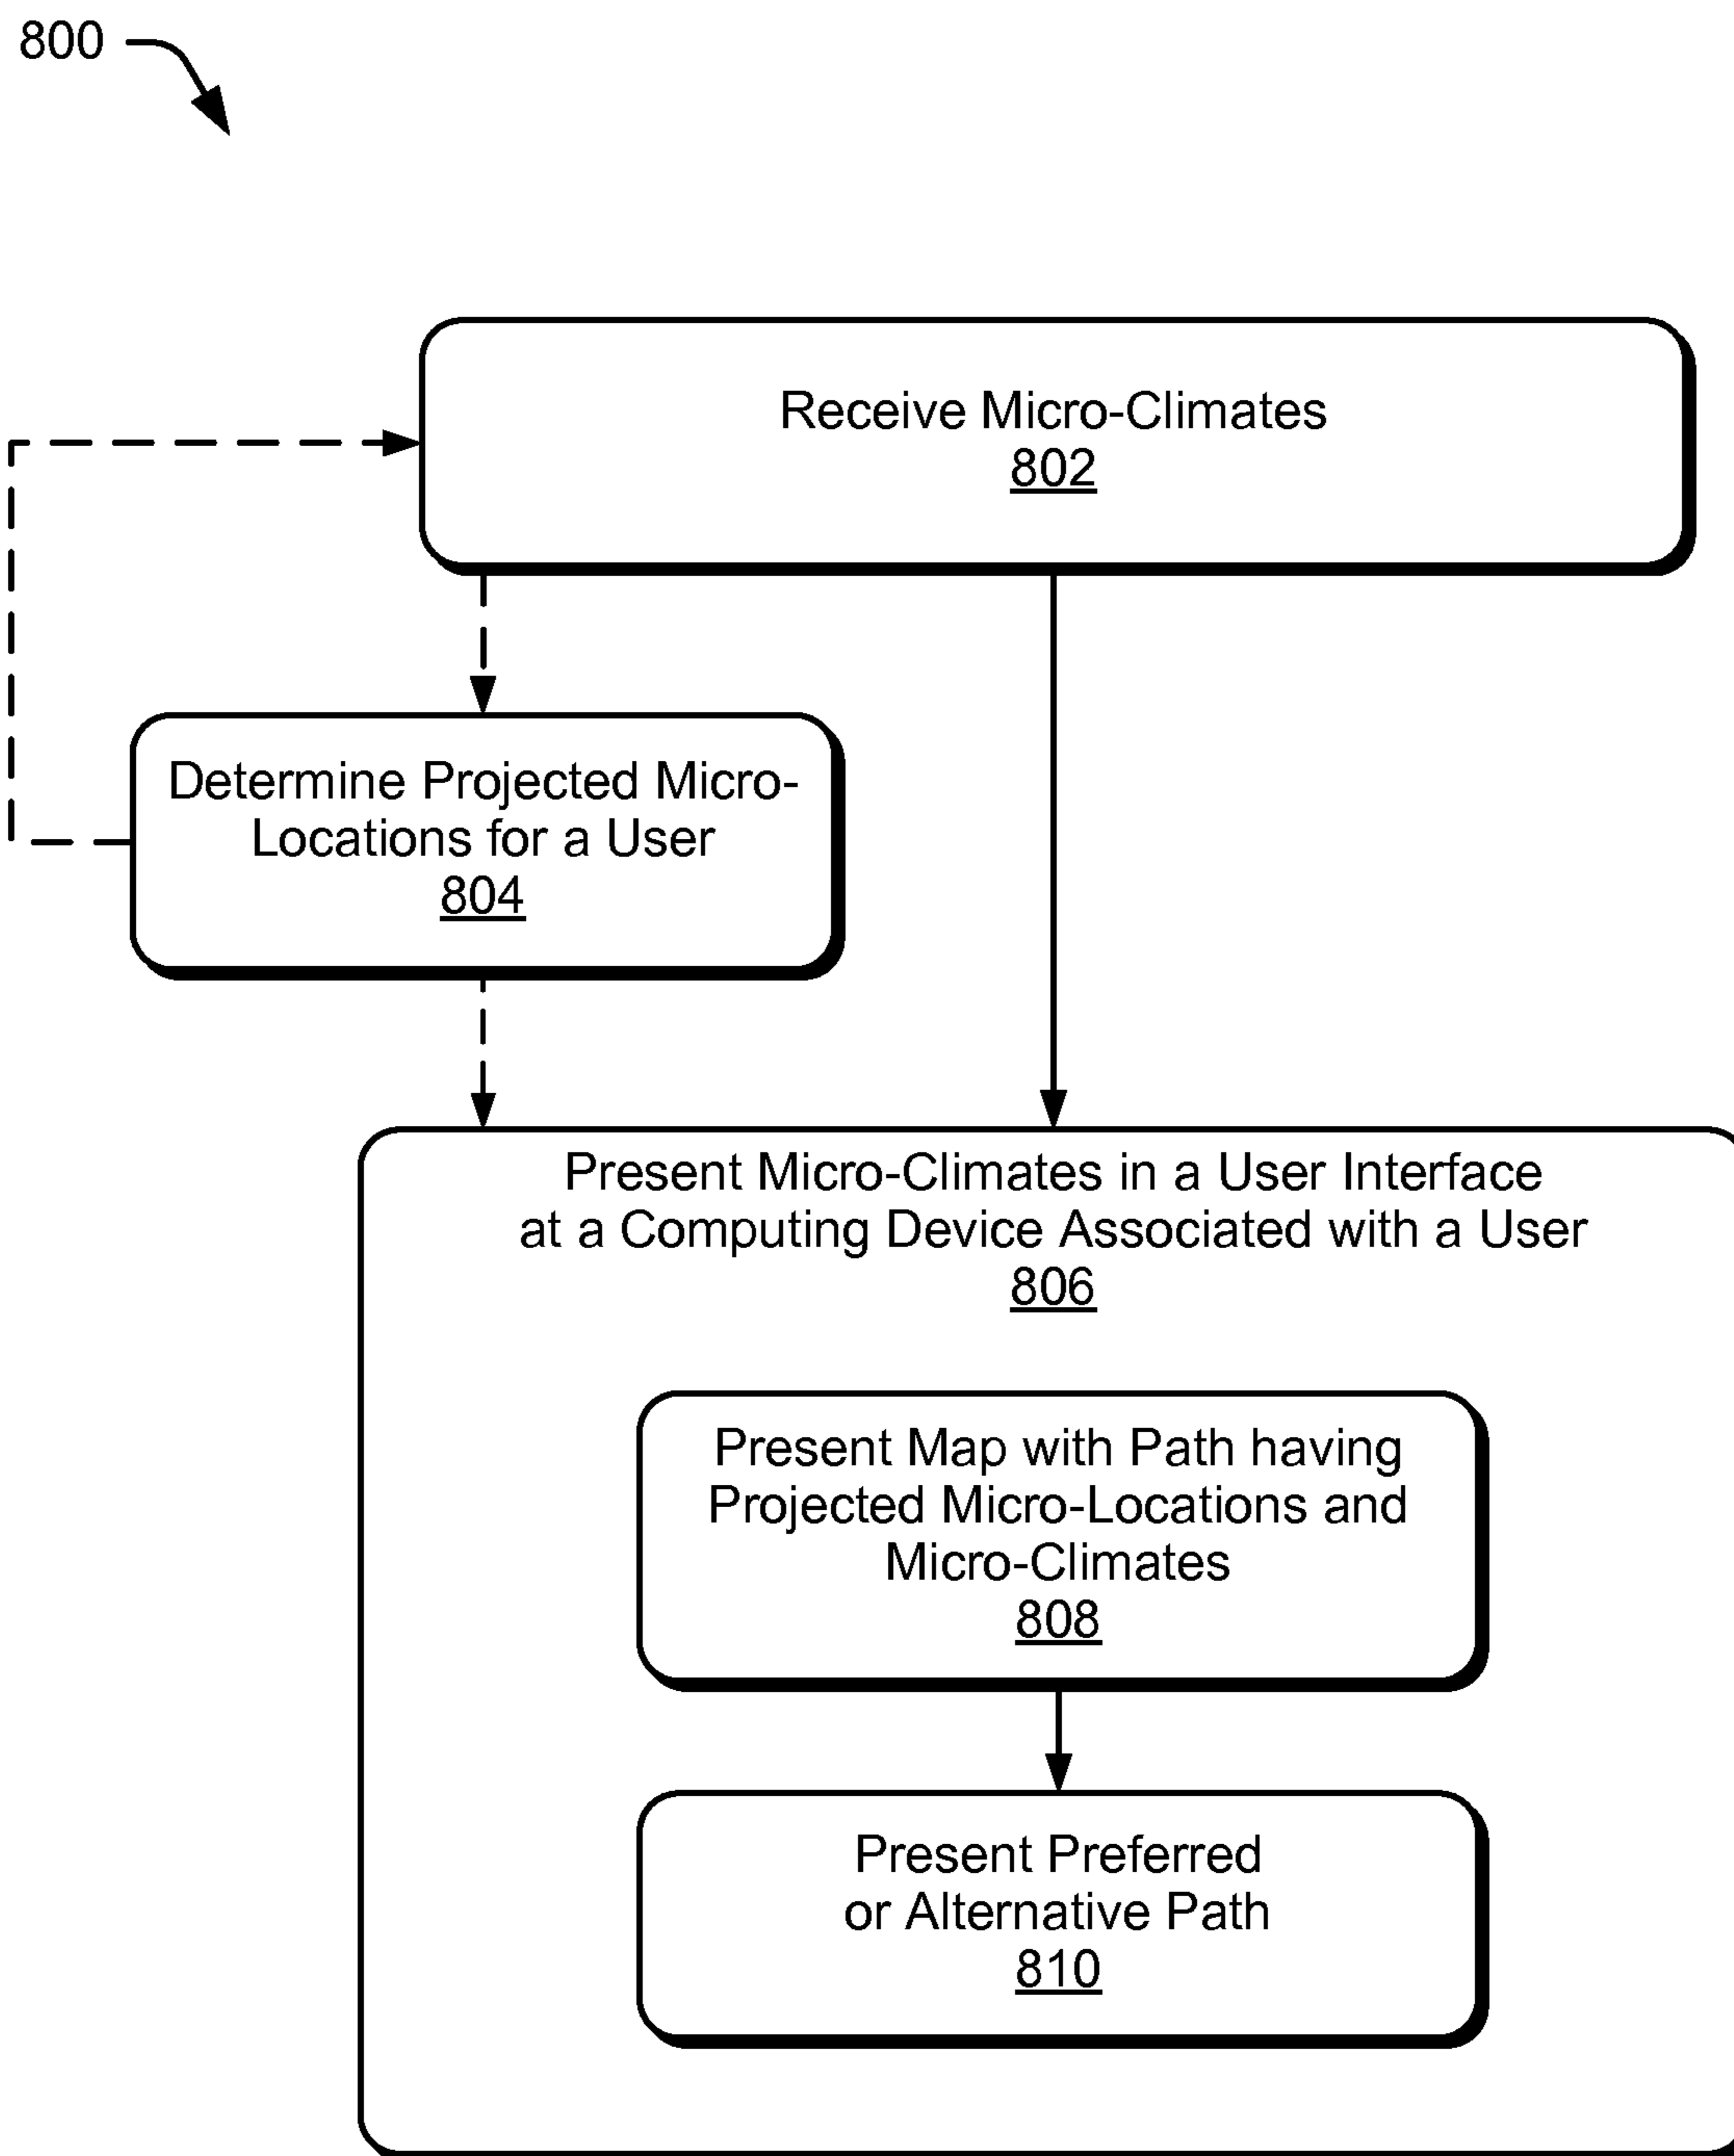 800
Receive Micro-Climates
802
Determine Projected Micro-
Locations for a User
804
Present Micro-Climates in a User Interface
at a Computing Device Associated with a User
806
Present Map with Path having
Projected Micro-Locations and
Micro-Climates
808
Present Preferred
or Alternative Path
810